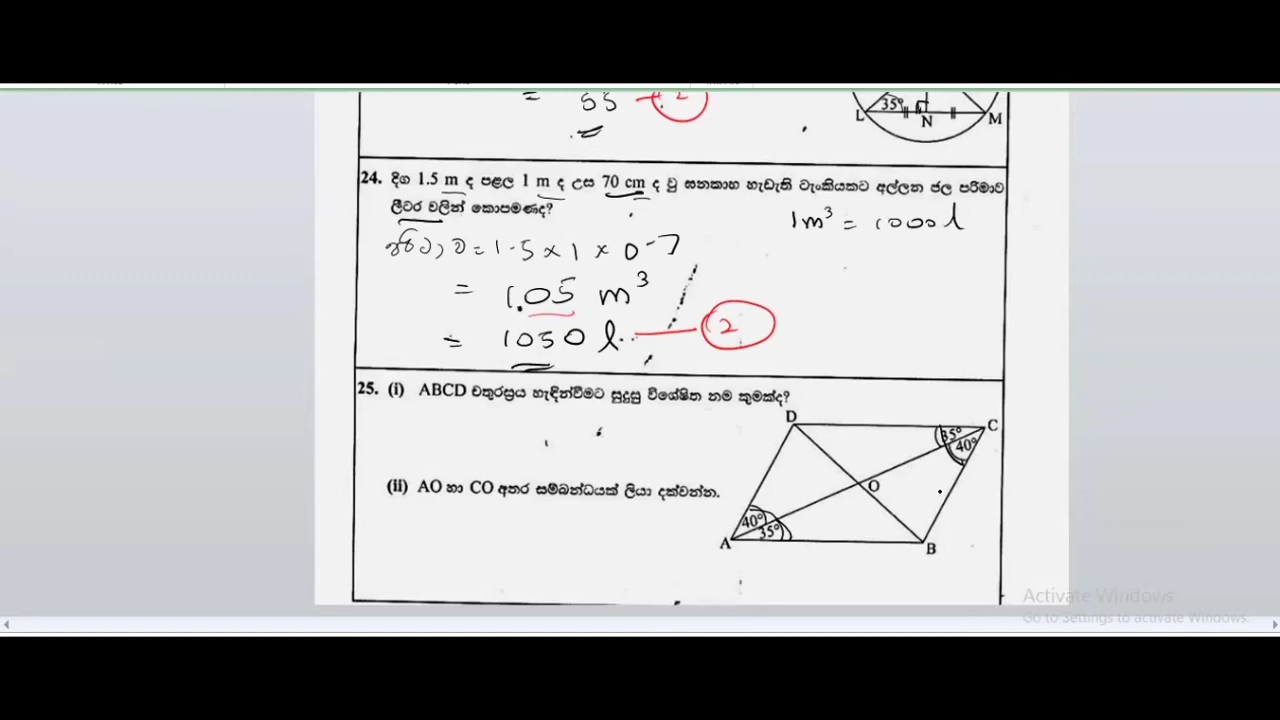 = 55 — 2
35°
L N M
24. දිග 1.5 m ද පළල 1 m ද උස 70 cm ද වූ ඝනකාභ හැඩැති ටැංකියකට අල්ලන ජල පරිමාව
ලීටර වලින් කොපමණද?
1m³ = 1000 l
පරිමාව = 1.5 × 1 × 0.7
= 1.05 m³
= 1050 l — 2
25. (i) ABCD චතුරස්‍රය හැඳින්වීමට සුදුසු විශේෂිත නම කුමක්ද?
D
35° C
40°
(ii) AO හා CO අතර සම්බන්ධයක් ලියා දක්වන්න.
O
40°
35°
A B
Activate Windows
Go to Settings to activate Windows.